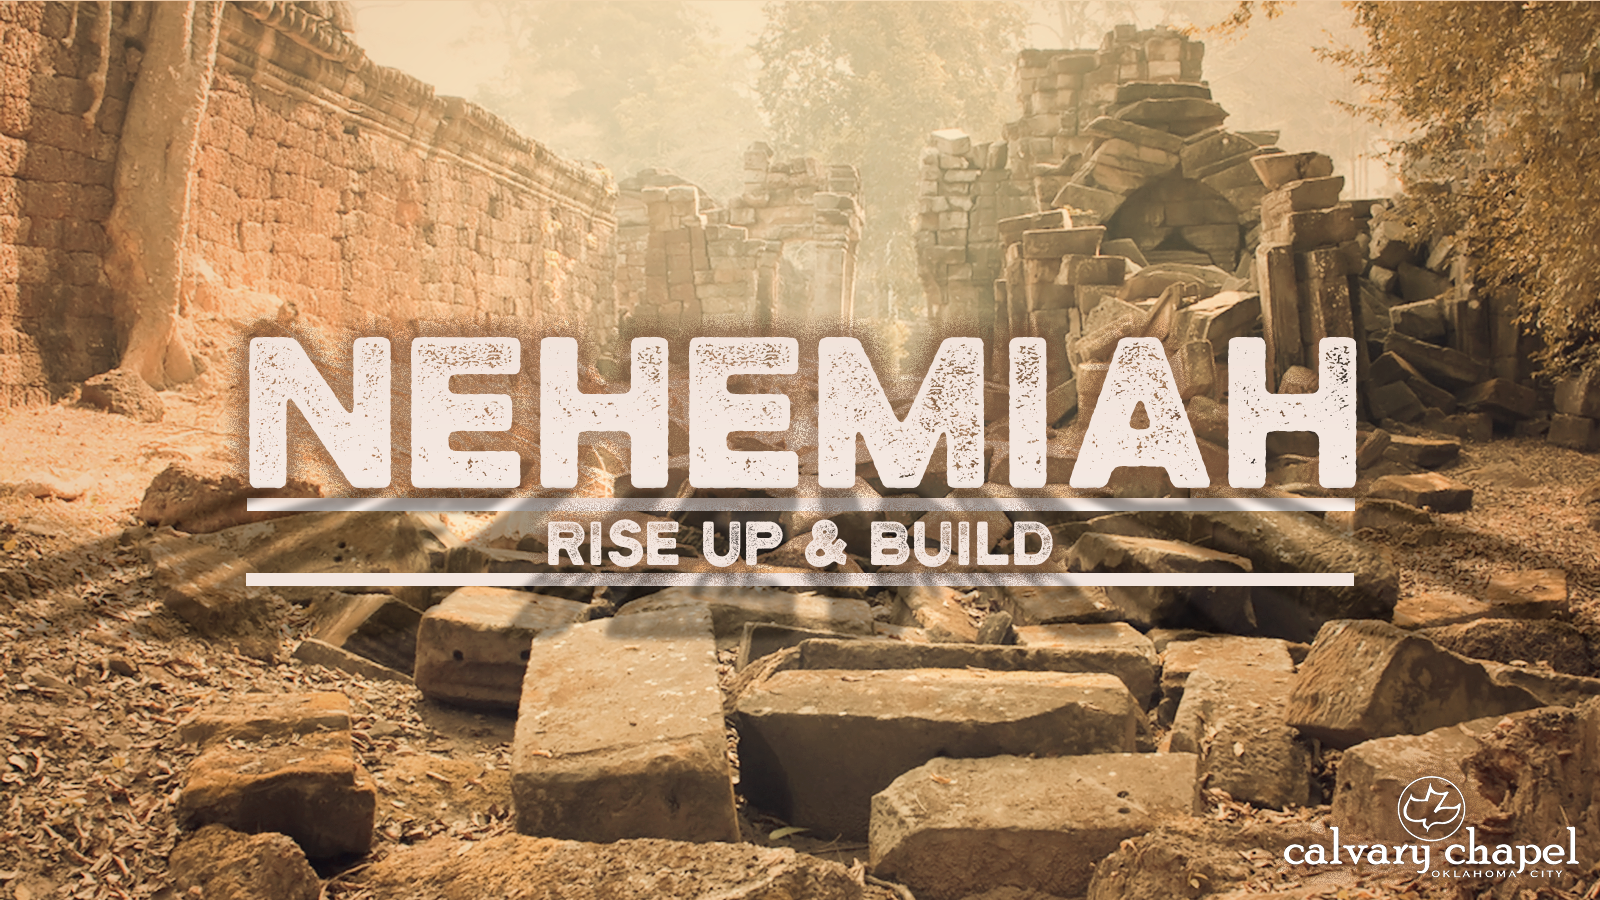 NEHEMIAH
RISE UP & BUILD
calvary chapel
OKLAHOMA CITY